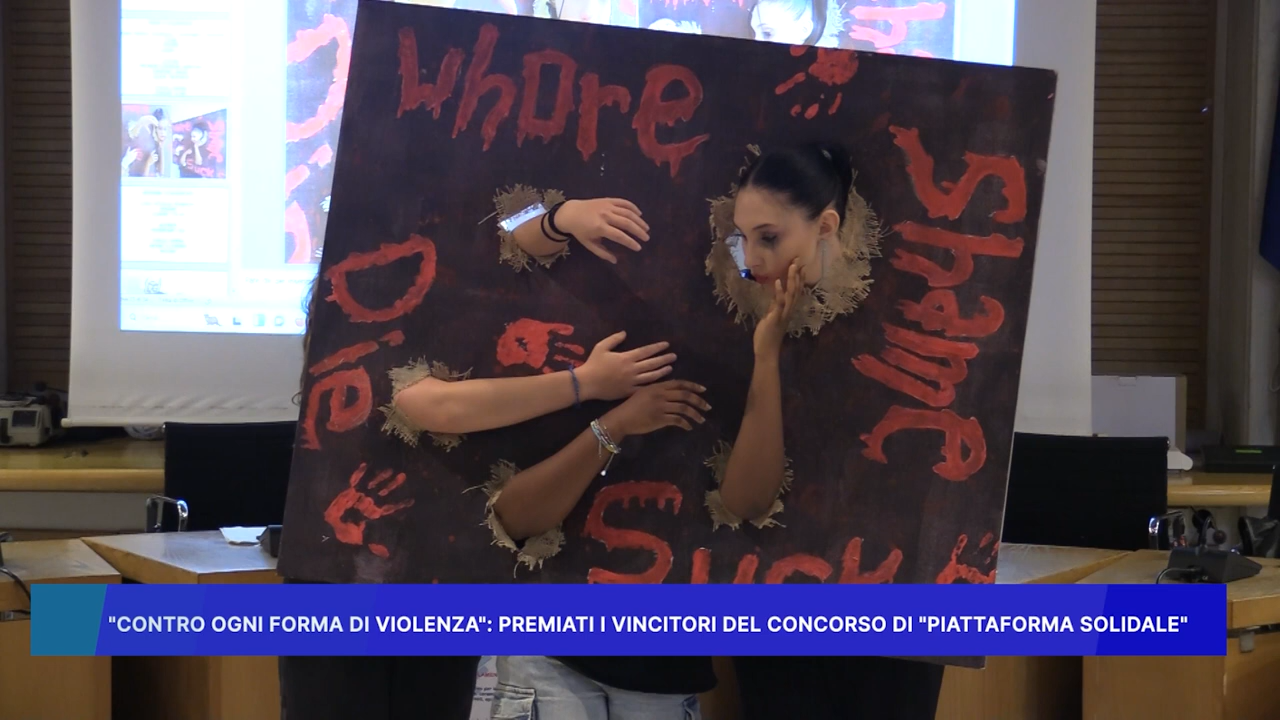 Whore
Shame
Die
Suck
"CONTRO OGNI FORMA DI VIOLENZA": PREMIATI I VINCITORI DEL CONCORSO DI "PIATTAFORMA SOLIDALE"